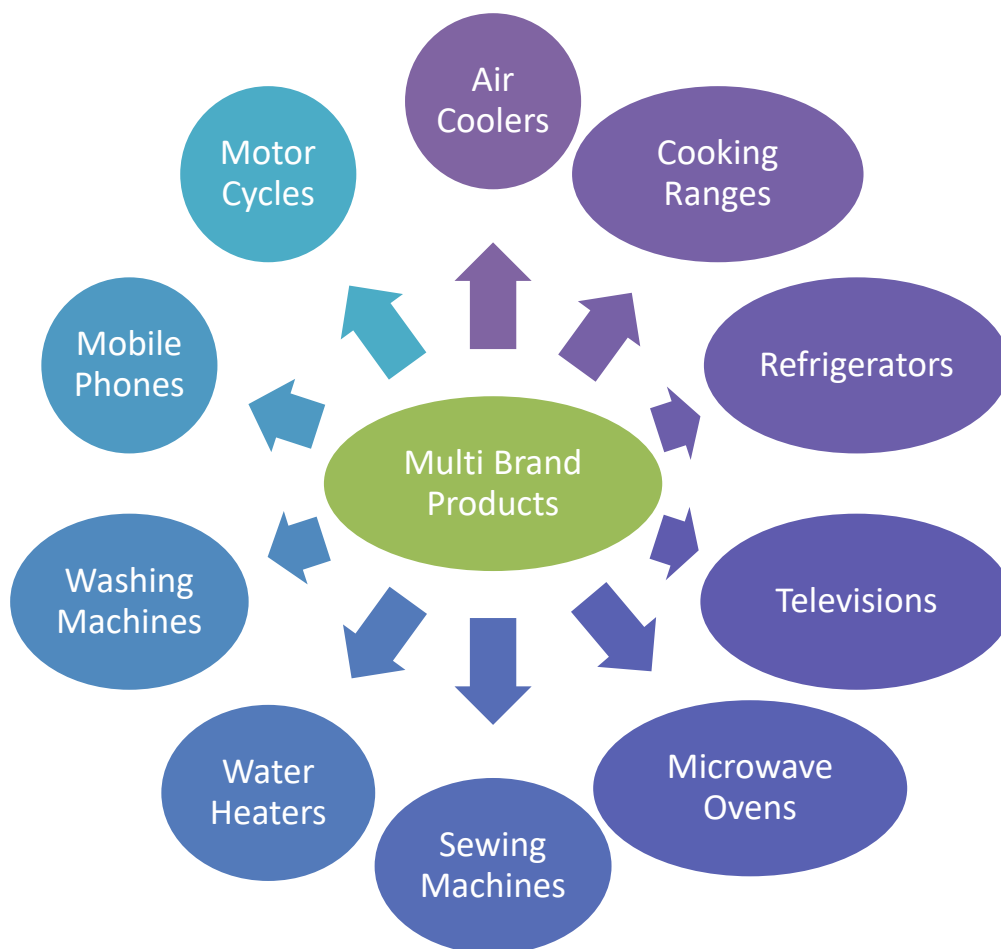 Air
Coolers
Cooking
Ranges
Refrigerators
Televisions
Microwave
Ovens
Sewing
Machines
Water
Heaters
Washing
Machines
Mobile
Phones
Motor
Cycles
Multi Brand
Products